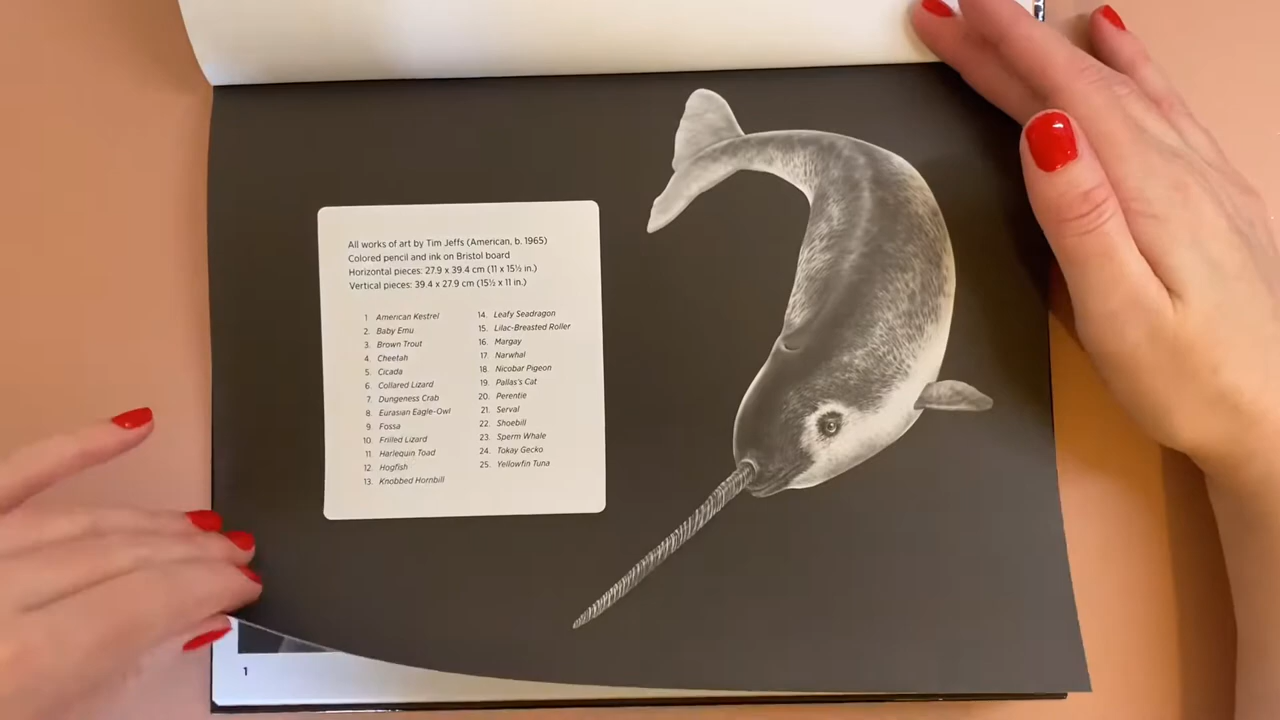 All works of art by Tim Jeffs (American, b. 1965)
Colored pencil and ink on Bristol board
Horizontal pieces: 27.9 x 39.4 cm (11 x 15½ in.)
Vertical pieces: 39.4 x 27.9 cm (15½ x 11 in.)
1 American Kestrel
2. Baby Emu
3. Brown Trout
4. Cheetah
5. Cicada
6. Collared Lizard
7. Dungeness Crab
8. Eurasian Eagle-Owl
9. Fossa
10. Frilled Lizard
11. Harlequin Toad
12. Hogfish
13. Knobbed Hornbill
14. Leafy Seadragon
15. Lilac-Breasted Roller
16. Margay
17. Narwhal
18. Nicobar Pigeon
19. Pallas's Cat
20. Perentie
21. Serval
22. Shoebill
23. Sperm Whale
24. Tokay Gecko
25. Yellowfin Tuna
1